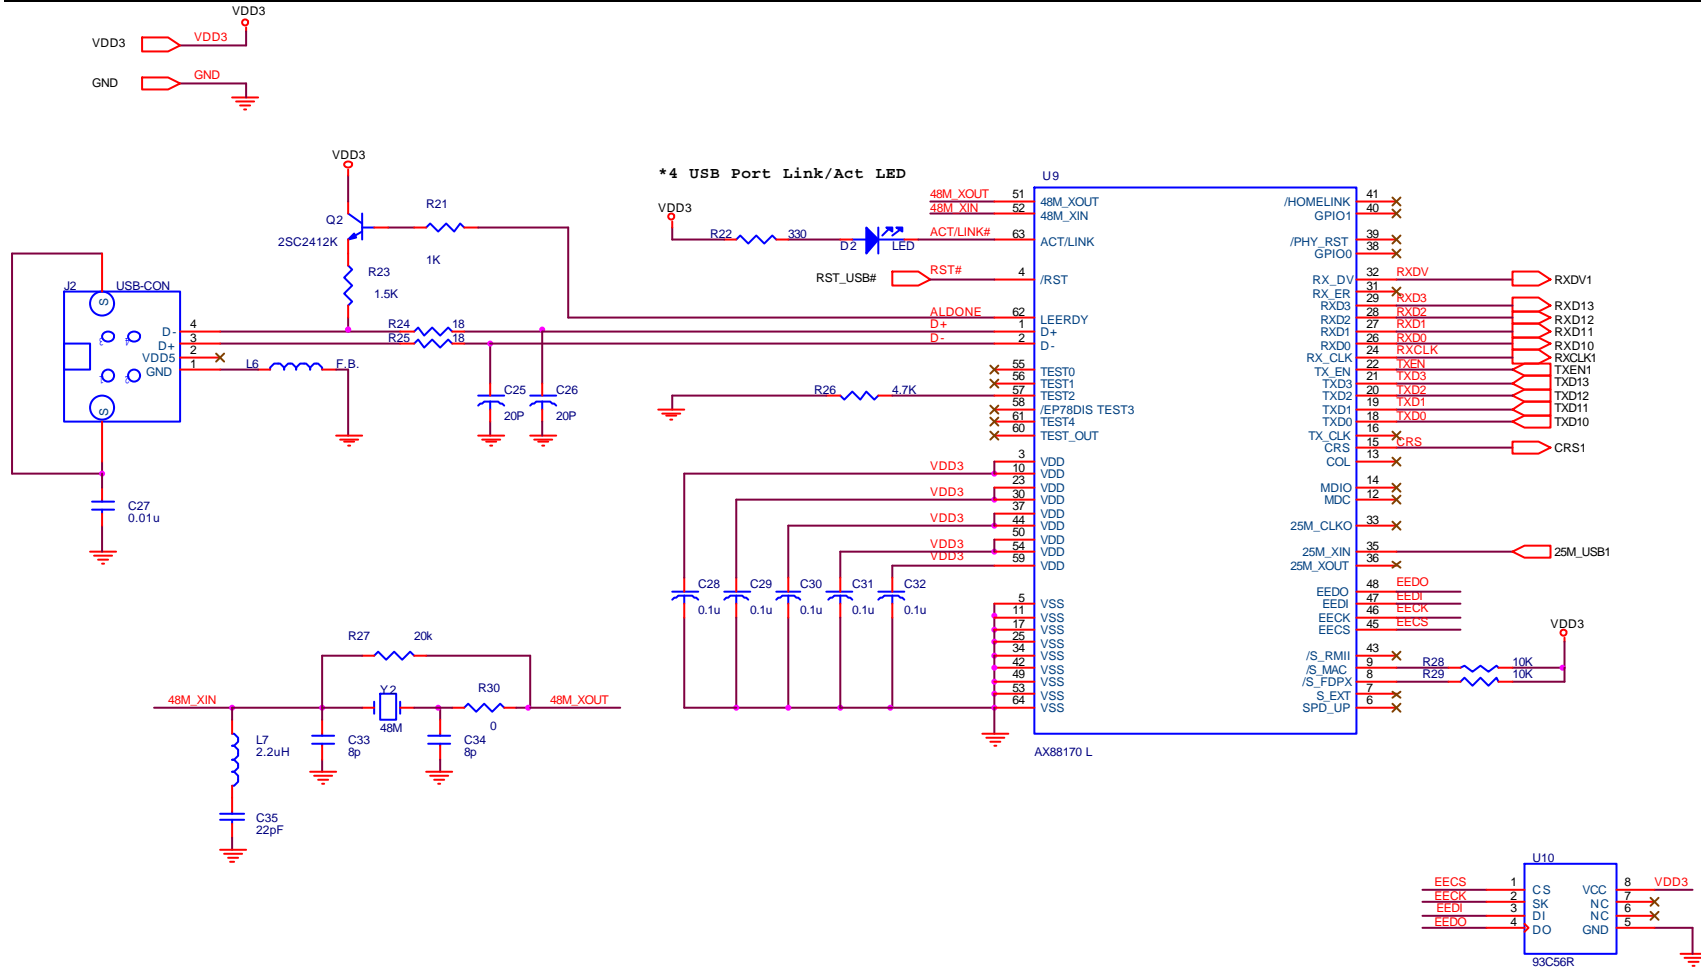 VDD3
VDD3 VDD3
GND GND
VDD3
*4 USB Port Link/Act LED
VDD3
Q2
2SC2412K
R21
1K
R23
1.5K
R22 330
D2 LED
ACT/LINK#
RST_USB# RST#
ALDONE
D+
D-
J2 USB-CON
S
S
D- 4
D+ 3
VDD5 2
GND 1
R24 18
R25 18
L6 F.B.
C25
20P
C26
20P
C27
0.01u
R26 4.7K
VDD3
VDD3
VDD3
VDD3
VDD3
C28
0.1u
C29
0.1u
C30
0.1u
C31
0.1u
C32
0.1u
R27 20k
48M_XIN
Y2
48M
R30
0
48M_XOUT
L7
2.2uH
C33
8p
C34
8p
C35
22pF
U9
48M_XOUT 51 48M_XOUT
48M_XIN 52 48M_XIN
63 ACT/LINK
4 /RST
62 LEERDY
1 D+
2 D-
55 TEST0
56 TEST1
57 TEST2
58 /EP78DIS TEST3
61 TEST4
60 TEST_OUT
3 VDD
10 VDD
23 VDD
30 VDD
37 VDD
44 VDD
50 VDD
54 VDD
59 VDD
5 VSS
11 VSS
17 VSS
25 VSS
34 VSS
42 VSS
49 VSS
53 VSS
64 VSS
AX88170 L
/HOMELINK 41
GPIO1 40
/PHY_RST 39
GPIO0 38
RX_DV 32 RXDV RXDV1
RX_ER 31
RXD3 29 RXD3 RXD13
RXD2 28 RXD2 RXD12
RXD1 27 RXD1 RXD11
RXD0 26 RXD0 RXD10
RX_CLK 24 RXCLK RXCLK1
TX_EN 22 TXEN TXEN1
TXD3 21 TXD3 TXD13
TXD2 20 TXD2 TXD12
TXD1 19 TXD1 TXD11
TXD0 18 TXD0 TXD10
TX_CLK 16
CRS 15 CRS CRS1
COL 13
MDIO 14
MDC 12
25M_CLKO 33
25M_XIN 35 25M_USB1
25M_XOUT 36
EEDO 48 EEDO
EEDI 47 EEDI
EECK 46 EECK
EECS 45 EECS
VDD3
/S_RMII 43
/S_MAC 9 R28 10K
/S_FDPX 8 R29 10K
S_EXT 7
SPD_UP 6
U10
EECS 1 CS VCC 8 VDD3
EECK 2 SK NC 7
EEDI 3 DI NC 6
EEDO 4 DO GND 5
93C56R